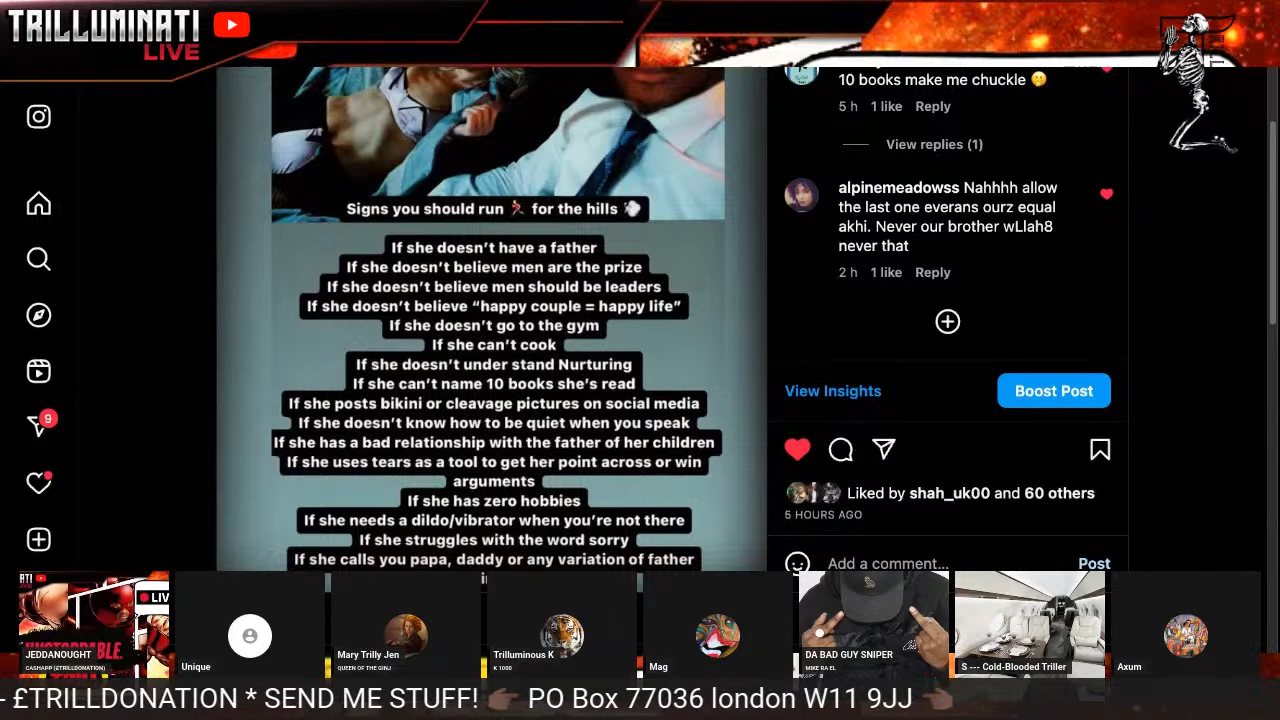 TRILLUMINATI
LIVE
10 books make me chuckle
5 h 1 like Reply
View replies (1)
alpinemeadowss Nahhhh allow
the last one everans ourz equal
akhi. Never our brother wLlah8
never that
2 h 1 like Reply
Signs you should run 🏃 for the hills 💨
If she doesn’t have a father
If she doesn’t believe men are the prize
If she doesn’t believe men should be leaders
If she doesn’t believe “happy couple = happy life”
If she doesn’t go to the gym
If she can’t cook
If she doesn’t under stand Nurturing
If she can’t name 10 books she’s read
If she posts bikini or cleavage pictures on social media
If she doesn’t know how to be quiet when you speak
If she has a bad relationship with the father of her children
If she uses tears as a tool to get her point across or win
arguments
If she has zero hobbies
If she needs a dildo/vibrator when you’re not there
If she struggles with the word sorry
If she calls you papa, daddy or any variation of father
View Insights
Boost Post
Liked by shah_uk00 and 60 others
5 HOURS AGO
Add a comment...
Post
9
JEDDANOUGHT
CASHAPP (£TRILLDONATION)
Unique
Mary Trilly Jen
QUEEN OF THE GINU
Trilluminous K
K 1000
Mag
DA BAD GUY SNIPER
MIKE RA EL
S --- Cold-Blooded Triller
Axum
- £TRILLDONATION * SEND ME STUFF! PO Box 77036 london W11 9JJ